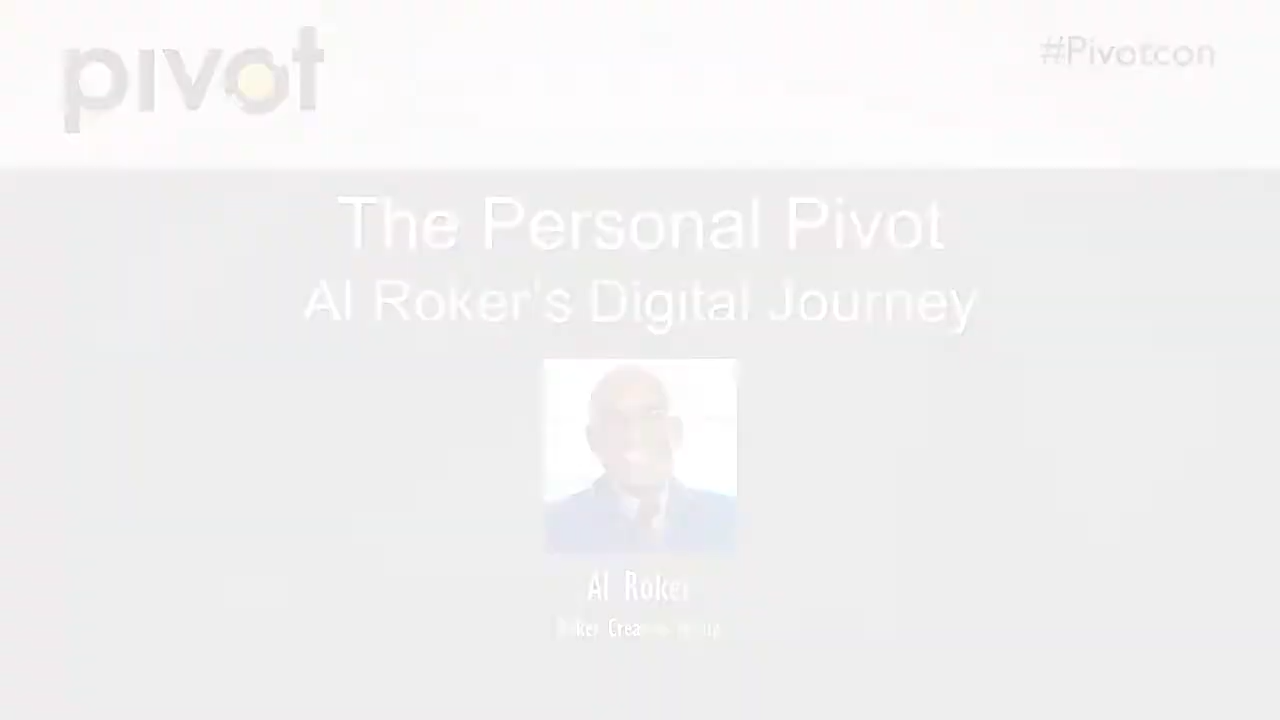 pivot
#Pivotcon
The Personal Pivot
Al Roker's Digital Journey
Al Roker